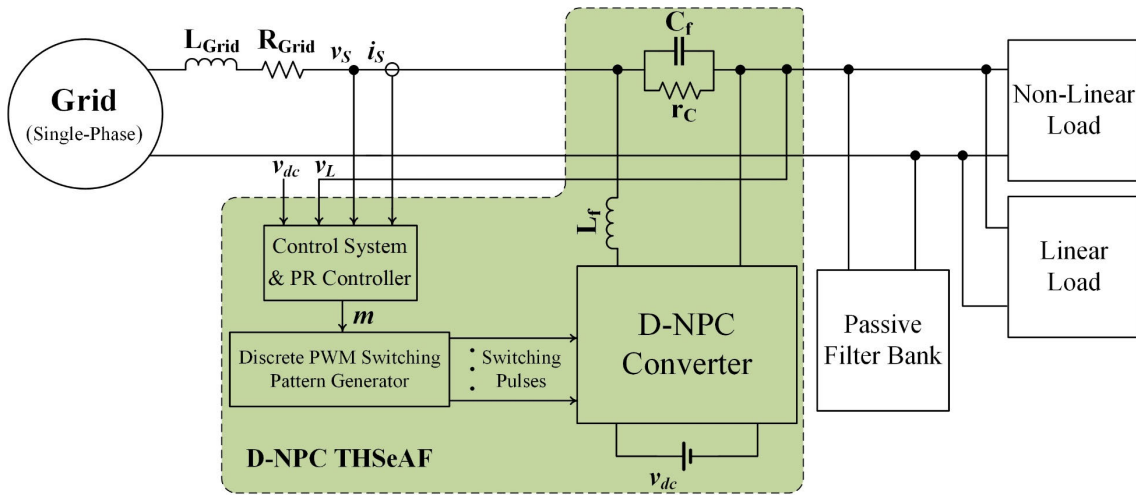 C_f
L_Grid
R_Grid
v_S
i_S
r_C
Grid
(Single-Phase)
Non-Linear
Load
v_dc
v_L
L_f
Control System
& PR Controller
Linear
Load
m
D-NPC
Converter
Passive
Filter Bank
Discrete PWM Switching
Pattern Generator
Switching
Pulses
D-NPC THSeAF
v_dc